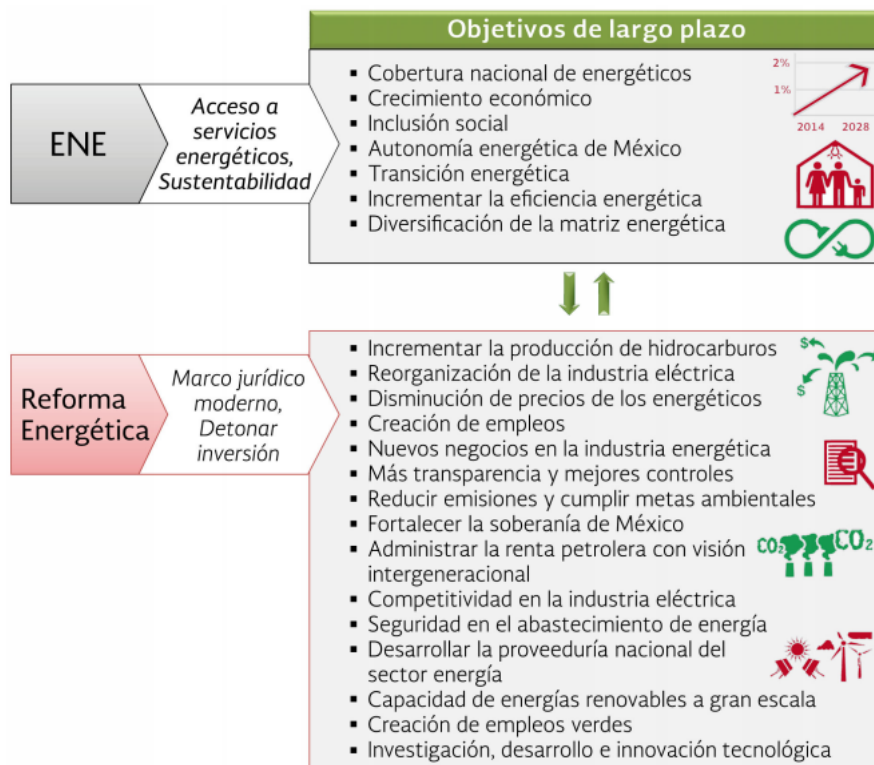 Objetivos de largo plazo
ENE
Acceso a
servicios
energéticos,
Sustentabilidad
▪ Cobertura nacional de energéticos
▪ Crecimiento económico
▪ Inclusión social
▪ Autonomía energética de México
▪ Transición energética
▪ Incrementar la eficiencia energética
▪ Diversificación de la matriz energética
2%
1%
2014 2028
Reforma
Energética
Marco jurídico
moderno,
Detonar
inversión
▪ Incrementar la producción de hidrocarburos
▪ Reorganización de la industria eléctrica
▪ Disminución de precios de los energéticos
▪ Creación de empleos
▪ Nuevos negocios en la industria energética
▪ Más transparencia y mejores controles
▪ Reducir emisiones y cumplir metas ambientales
▪ Fortalecer la soberanía de México
▪ Administrar la renta petrolera con visión
intergeneracional
▪ Competitividad en la industria eléctrica
▪ Seguridad en el abastecimiento de energía
▪ Desarrollar la proveeduría nacional del
sector energía
▪ Capacidad de energías renovables a gran escala
▪ Creación de empleos verdes
▪ Investigación, desarrollo e innovación tecnológica
$
$
CO₂ CO₂